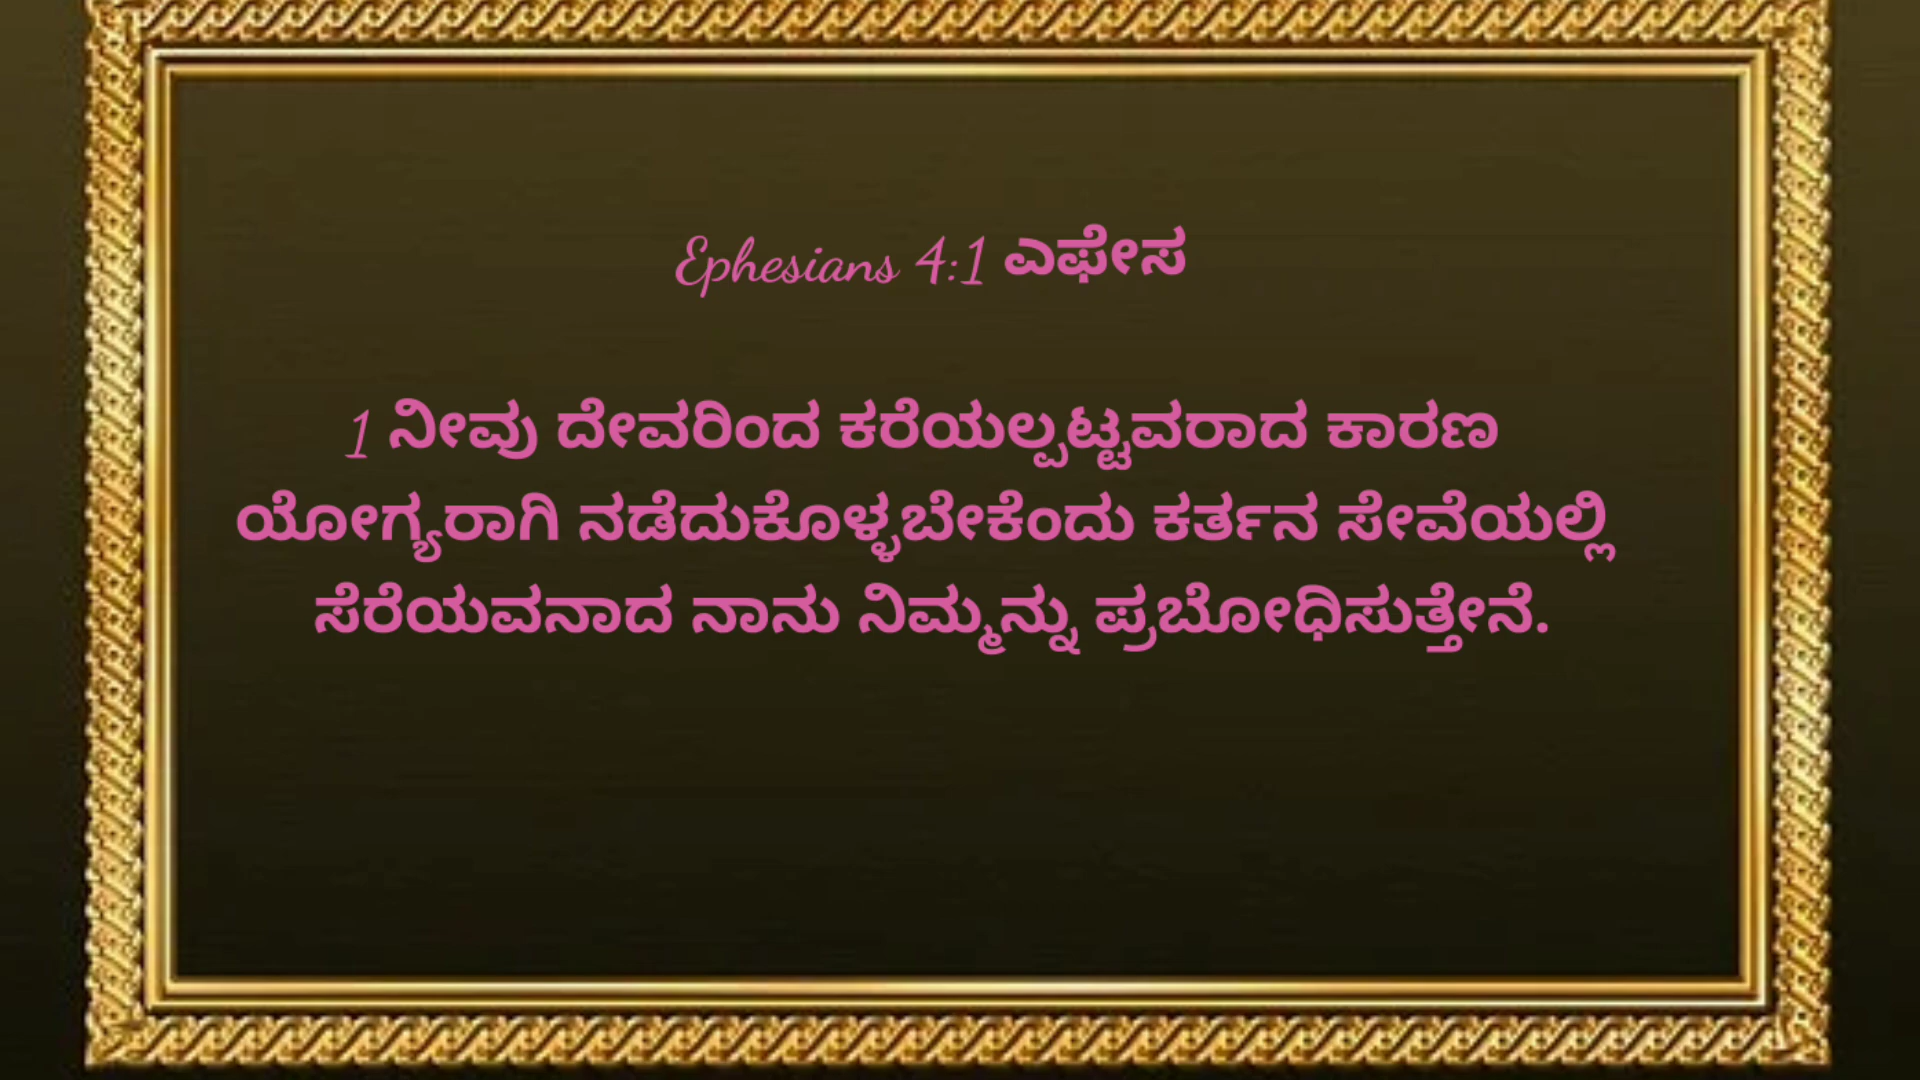 Ephesians 4:1 ಎಫೇಸ
1 ನೀವು ದೇವರಿಂದ ಕರೆಯಲ್ಪಟ್ಟವರಾದ ಕಾರಣ
ಯೋಗ್ಯರಾಗಿ ನಡೆದುಕೊಳ್ಳಬೇಕೆಂದು ಕರ್ತನ ಸೇವೆಯಲ್ಲಿ
ಸೆರೆಯವನಾದ ನಾನು ನಿಮ್ಮನ್ನು ಪ್ರಬೋಧಿಸುತ್ತೇನೆ.